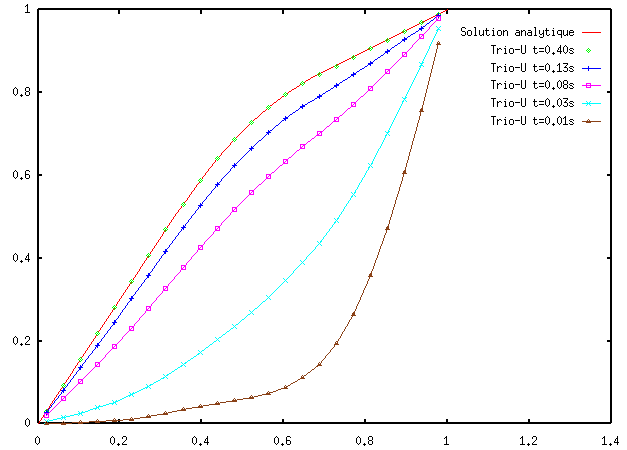 1
0.8
0.6
0.4
0.2
0
0
0.2
0.4
0.6
0.8
1
1.2
1.4
Solution analytique
Trio-U t=0.40s
Trio-U t=0.13s
Trio-U t=0.08s
Trio-U t=0.03s
Trio-U t=0.01s